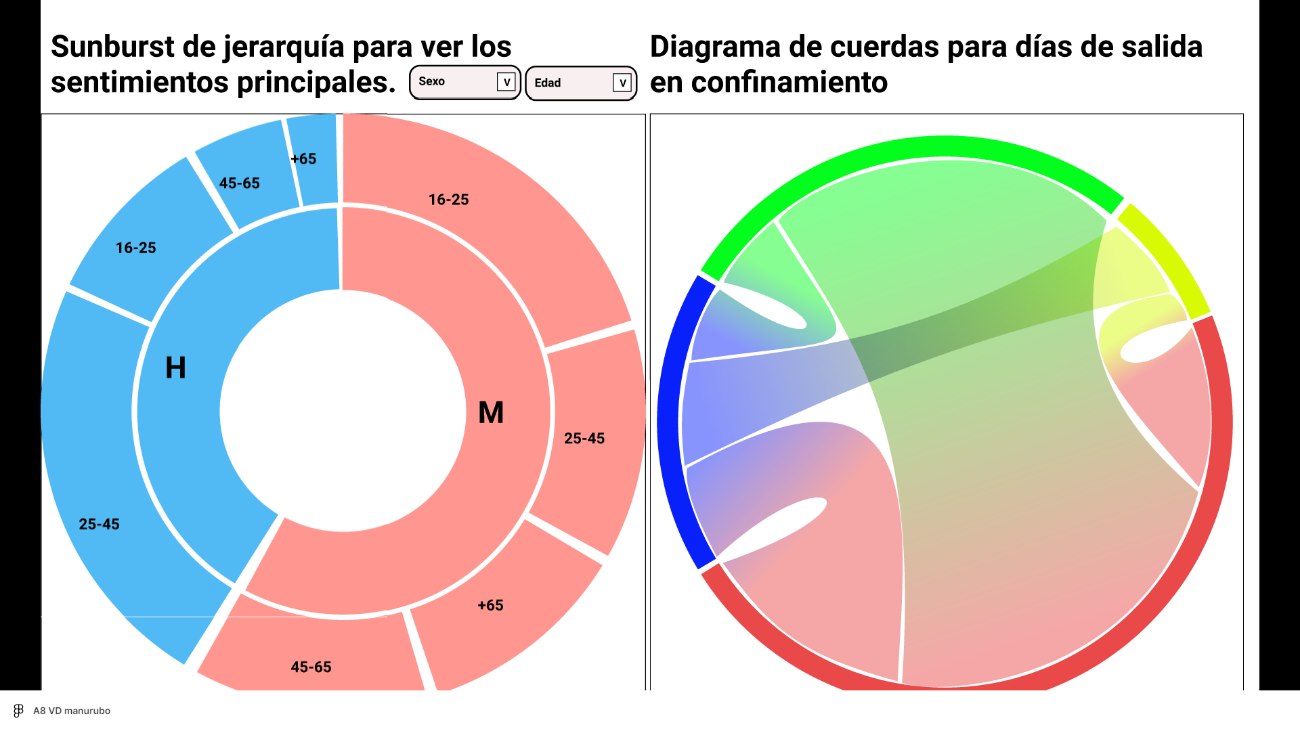 Sunburst de jerarquía para ver los
sentimientos principales.
Sexo V
Edad V
Diagrama de cuerdas para días de salida
en confinamiento
+65
45-65
16-25
16-25
H
M
25-45
25-45
+65
45-65
A8 VD manurubo